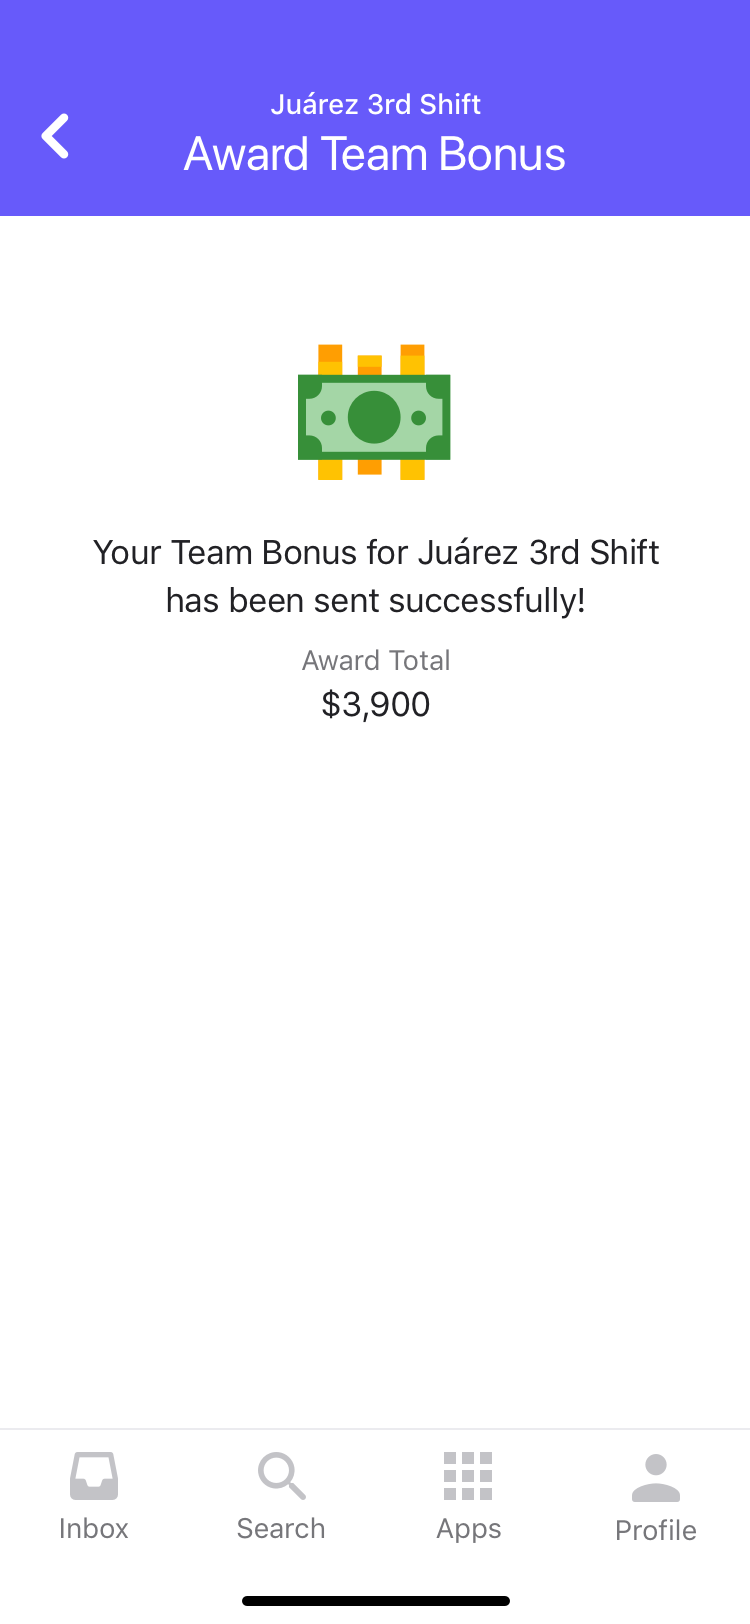 Juárez 3rd Shift
Award Team Bonus
Your Team Bonus for Juárez 3rd Shift
has been sent successfully!
Award Total
$3,900
Inbox
Search
Apps
Profile